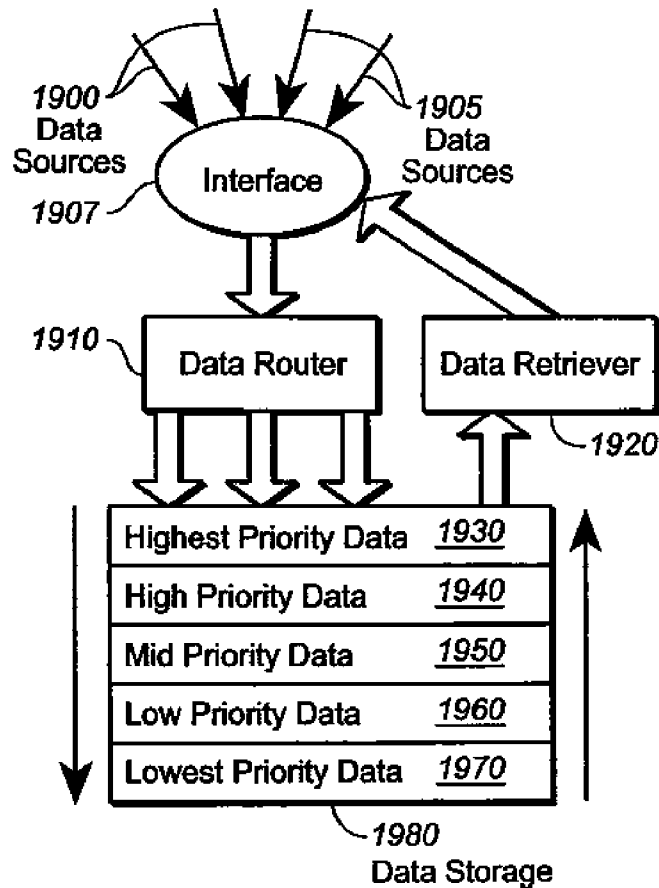 1900
Data
Sources
1905
Data
Sources
Interface
1907
1910
Data Router
Data Retriever
1920
Highest Priority Data 1930
High Priority Data 1940
Mid Priority Data 1950
Low Priority Data 1960
Lowest Priority Data 1970
1980
Data Storage